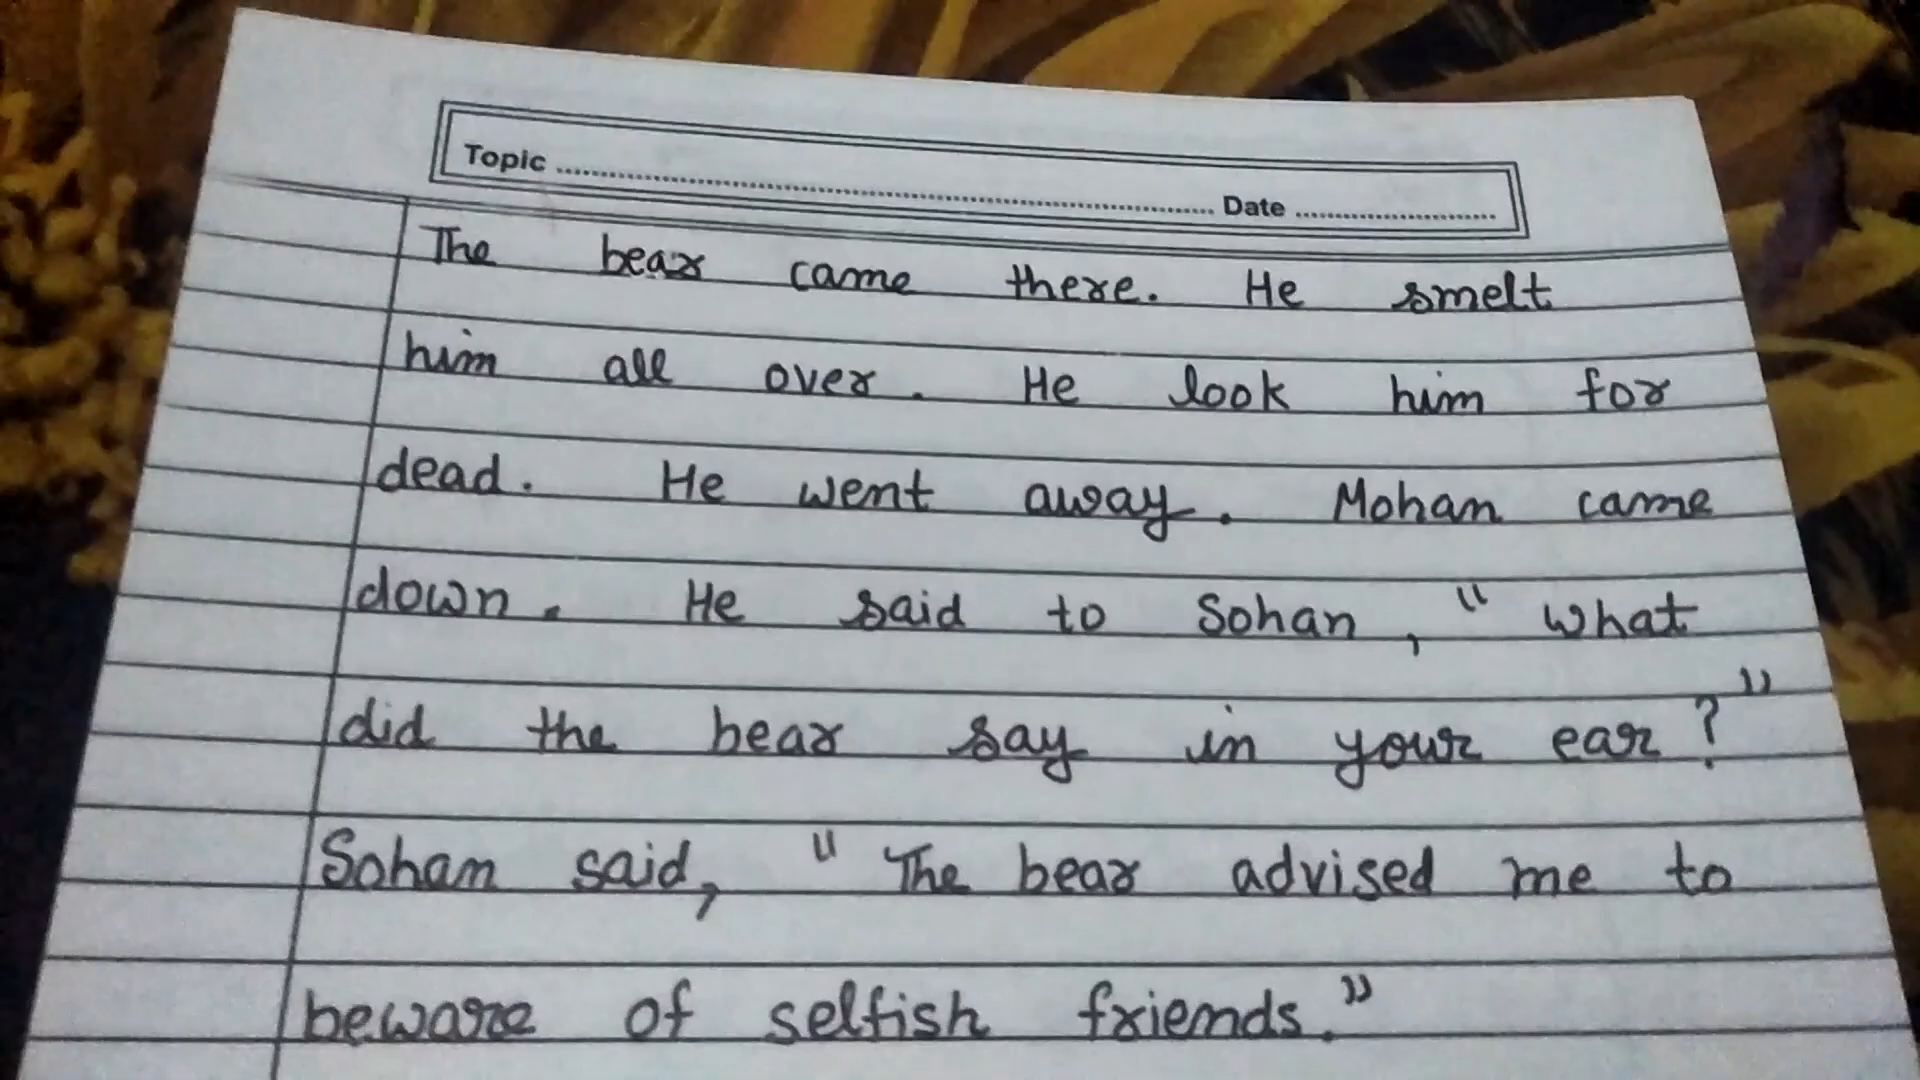 Topic ........ Date ........
The bear came there. He smelt
him all over. He look him for
dead. He went away. Mohan came
down. He said to Sohan, " what
did the bear say in your ear? "
Sohan said, " The bear advised me to
beware of selfish friends."